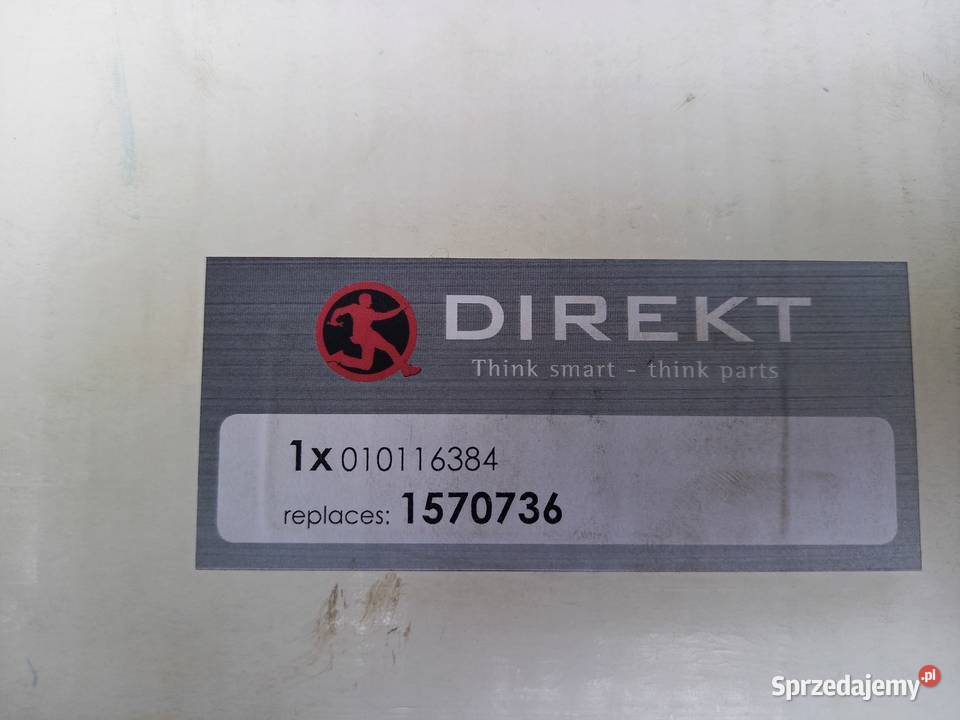 DIREKT
Think smart - think parts
1x 010116384
replaces: 1570736
Sprzedajemy.pl